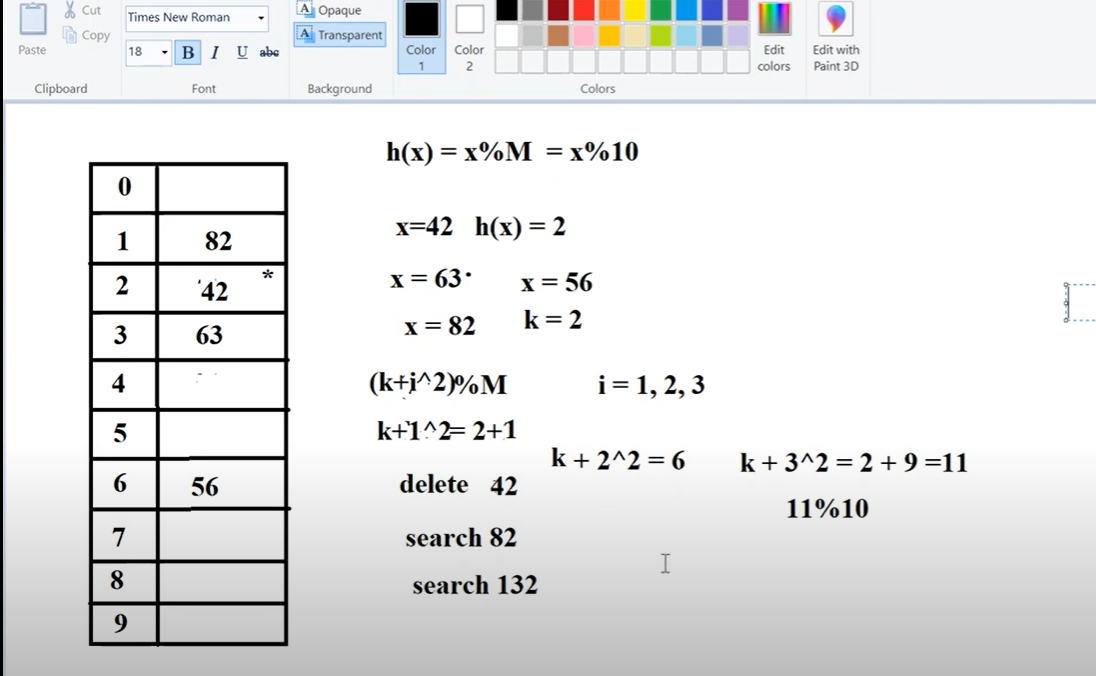 Cut
Copy
Paste
Clipboard
Times New Roman
18 B I U abc
Font
A Opaque
A Transparent
Background
Color 1
Color 2
Colors
Edit colors
Edit with Paint 3D
h(x) = x%M = x%10
0
1 82
2 42 *
3 63
4
5
6 56
7
8
9
x=42 h(x) = 2
x = 63 x = 56
x = 82 k = 2
(k+i^2)%M i = 1, 2, 3
k+1^2= 2+1
k + 2^2 = 6 k + 3^2 = 2 + 9 =11
delete 42
11%10
search 82
search 132